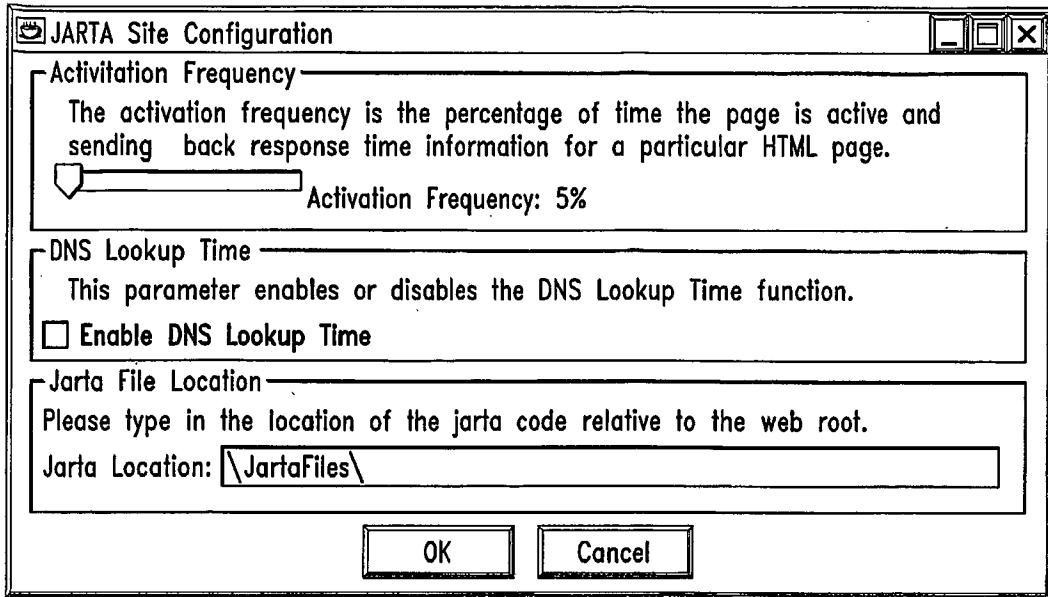 JARTA Site Configuration
Activitation Frequency
The activation frequency is the percentage of time the page is active and
sending back response time information for a particular HTML page.
Activation Frequency: 5%
DNS Lookup Time
This parameter enables or disables the DNS Lookup Time function.
Enable DNS Lookup Time
Jarta File Location
Please type in the location of the jarta code relative to the web root.
Jarta Location: \JartaFiles\
OK Cancel